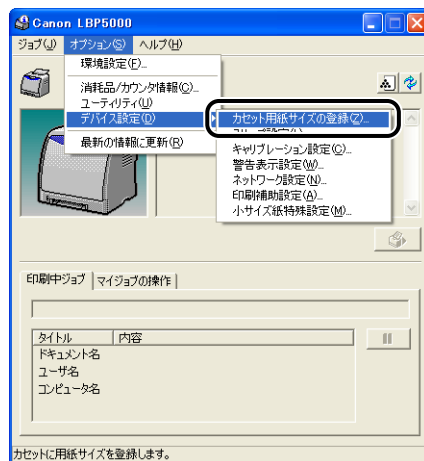 Canon LBP5000
ジョブ(J) オプション(S) ヘルプ(H)
環境設定(F)...
消耗品/カウンタ情報(C)...
ユーティリティ(U)
デバイス設定(D)
カセット用紙サイズの登録(Z)...
最新の情報に更新(R)
キャリブレーション設定(C)...
警告表示設定(W)...
ネットワーク設定(N)...
印刷補助設定(A)...
小サイズ紙特殊設定(M)...
印刷中ジョブ マイジョブの操作
タイトル 内容
ドキュメント名
ユーザ名
コンピュータ名
カセットに用紙サイズを登録します。